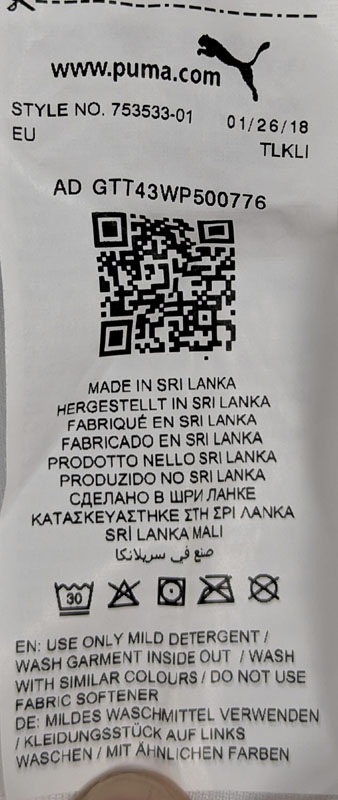 www.puma.com
STYLE NO. 753533-01 01/26/18
EU TLKLI
AD GTT43WP500776
MADE IN SRI LANKA
HERGESTELLT IN SRI LANKA
FABRIQUÉ EN SRI LANKA
FABRICADO EN SRI LANKA
PRODOTTO NELLO SRI LANKA
PRODUZIDO NO SRI LANKA
СДЕЛАНО В ШРИ ЛАНКЕ
ΚΑΤΑΣΚΕΥΑΣΤΗΚΕ ΣΤΗ ΣΡΙ ΛΑΝΚΑ
SRİ LANKA MALI
صنع في سريلانكا
30
EN: USE ONLY MILD DETERGENT /
WASH GARMENT INSIDE OUT / WASH
WITH SIMILAR COLOURS / DO NOT USE
FABRIC SOFTENER
DE: MILDES WASCHMITTEL VERWENDEN
/ KLEIDUNGSSTÜCK AUF LINKS
WASCHEN / MIT ÄHNLICHEN FARBEN